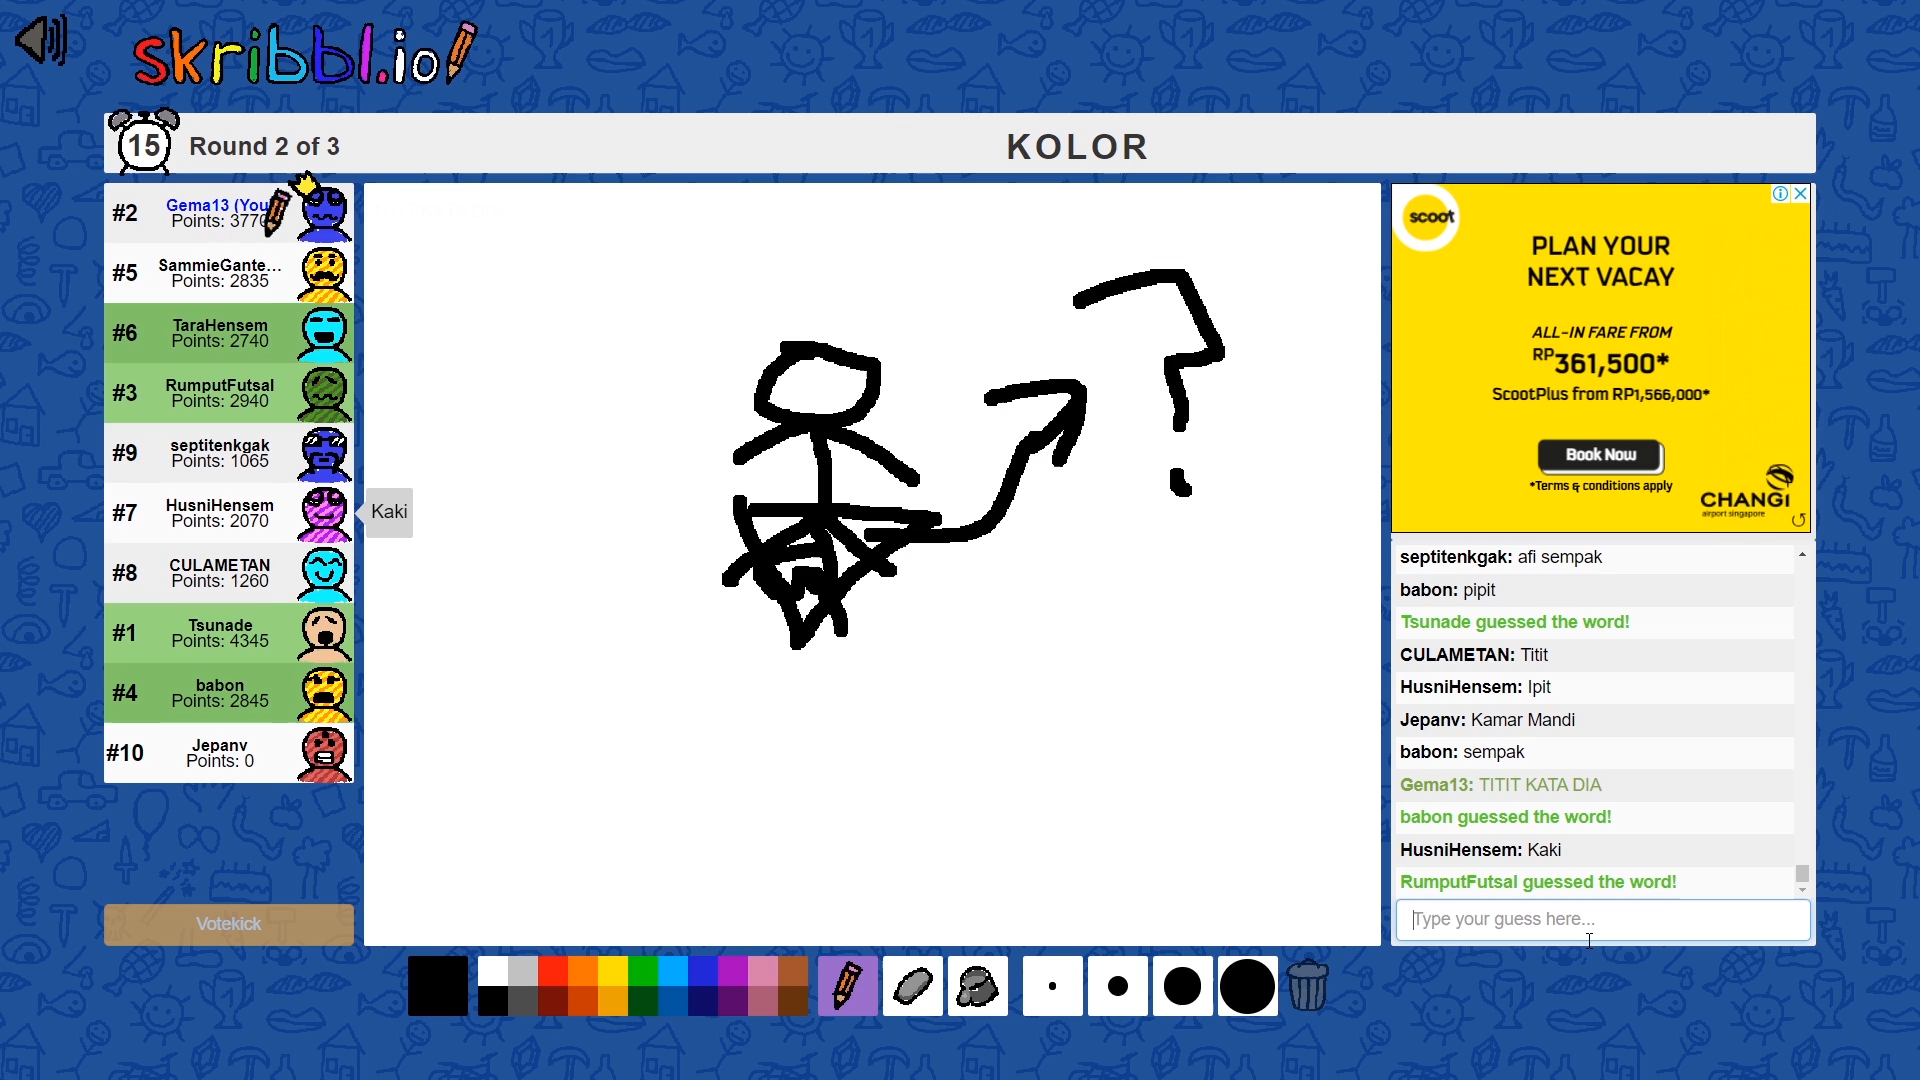 skribbl.io
15
Round 2 of 3
KOLOR
#2
Gema13 (You
Points: 3770
#5
SammieGante...
Points: 2835
#6
TaraHensem
Points: 2740
#3
RumputFutsal
Points: 2940
#9
septitenkgak
Points: 1065
#7
HusniHensem
Points: 2070
Kaki
#8
CULAMETAN
Points: 1260
#1
Tsunade
Points: 4345
#4
babon
Points: 2845
#10
Jepanv
Points: 0
Votekick
?
scoot
PLAN YOUR
NEXT VACAY
ALL-IN FARE FROM
RP361,500*
ScootPlus from RP1,566,000*
Book Now
*Terms & conditions apply
CHANGI
airport singapore
septitenkgak: afi sempak
babon: pipit
Tsunade guessed the word!
CULAMETAN: Titit
HusniHensem: Ipit
Jepanv: Kamar Mandi
babon: sempak
Gema13: TITIT KATA DIA
babon guessed the word!
HusniHensem: Kaki
RumputFutsal guessed the word!
Type your guess here...